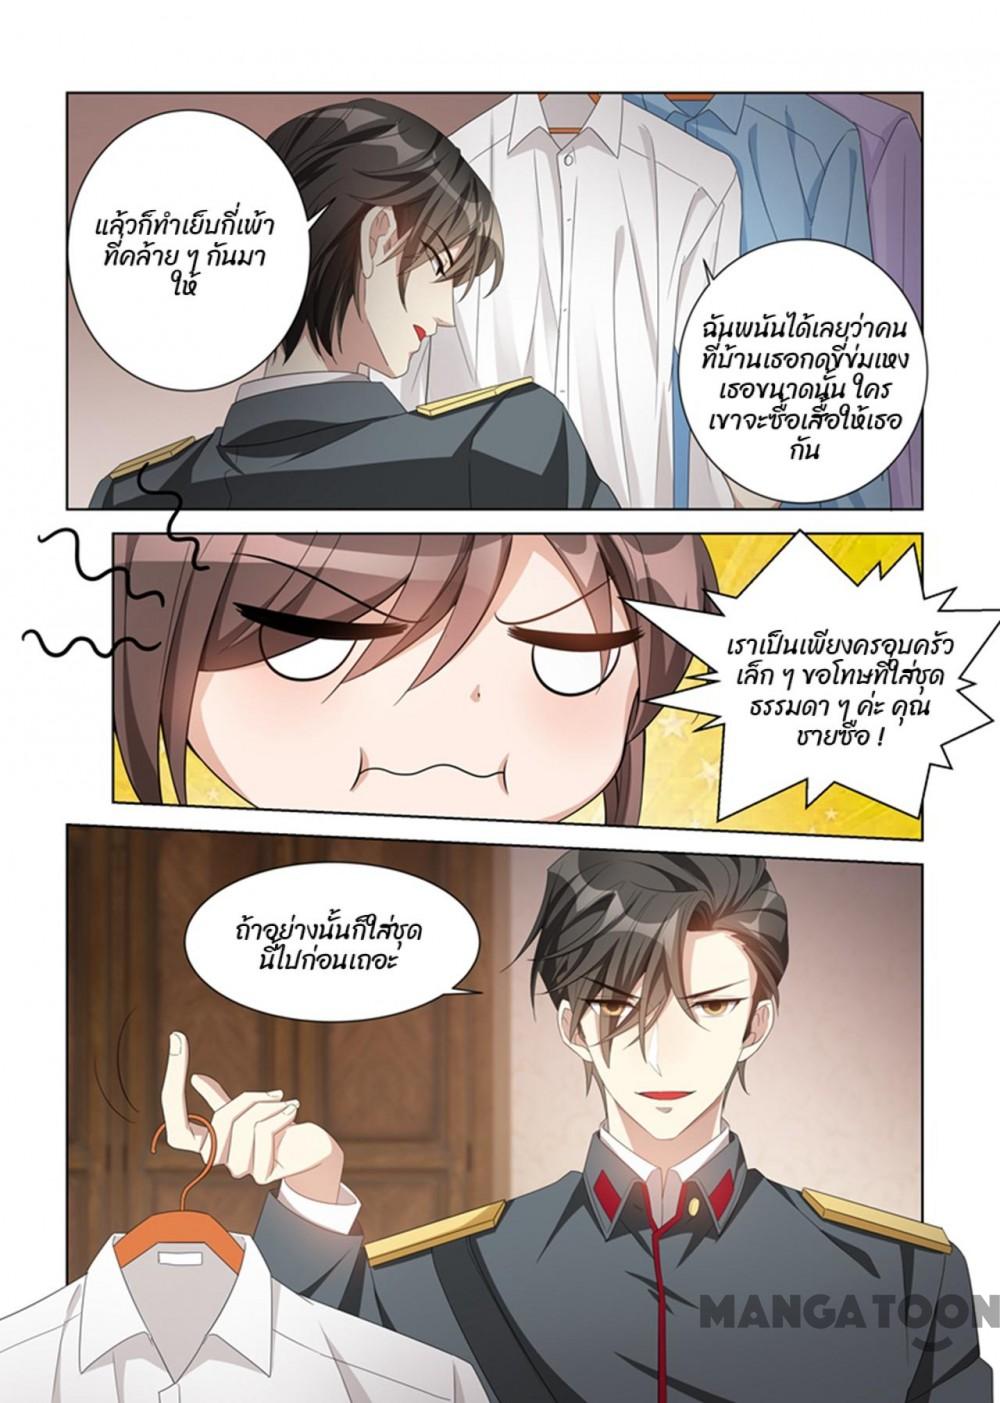 แล้วก็ทำเย็บกี่เพ้า
ที่คล้าย ๆ กันมา
ให้
ฉันพนันได้เลยว่าคน
ที่บ้านเธอกดขี่ข่มเหง
เธอขนาดนั้น ใคร
เขาจะซื้อเสื้อให้เธอ
กัน
เราเป็นเพียงครอบครัว
เล็ก ๆ ขอโทษที่ใส่ชุด
ธรรมดา ๆ ค่ะ คุณ
ชายซือ !
ถ้าอย่างนั้นก็ใส่ชุด
นี้ไปก่อนเถอะ
MANGATOON